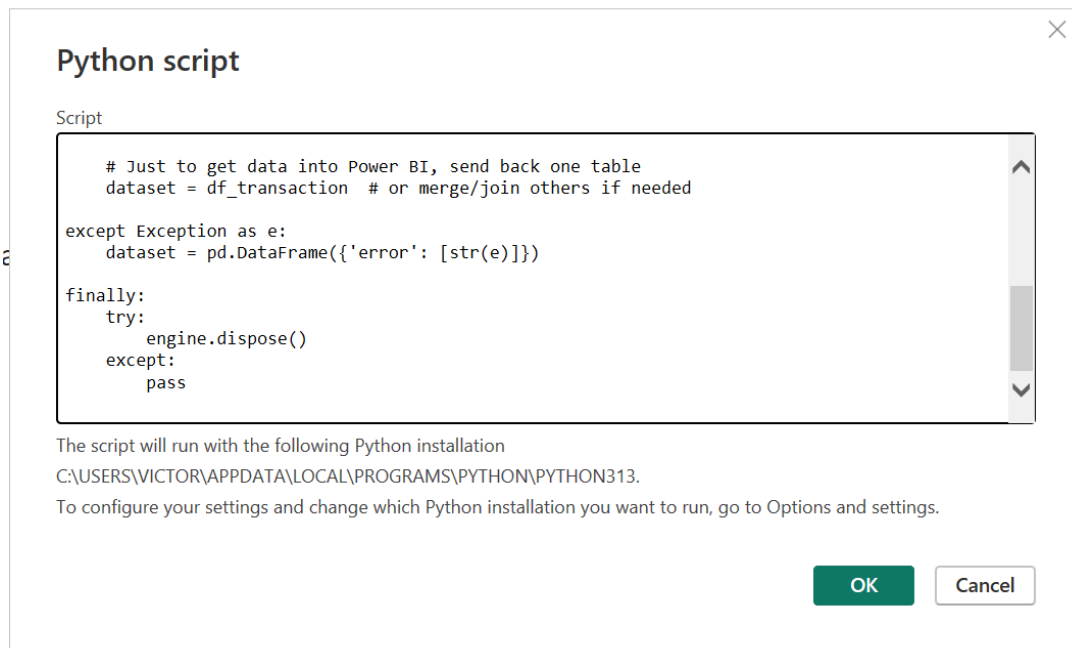 Python script
Script
# Just to get data into Power BI, send back one table
dataset = df_transaction  # or merge/join others if needed
except Exception as e:
dataset = pd.DataFrame({'error': [str(e)]})
finally:
try:
engine.dispose()
except:
pass
The script will run with the following Python installation
C:\USERS\VICTOR\APPDATA\LOCAL\PROGRAMS\PYTHON\PYTHON313.
To configure your settings and change which Python installation you want to run, go to Options and settings.
OK
Cancel